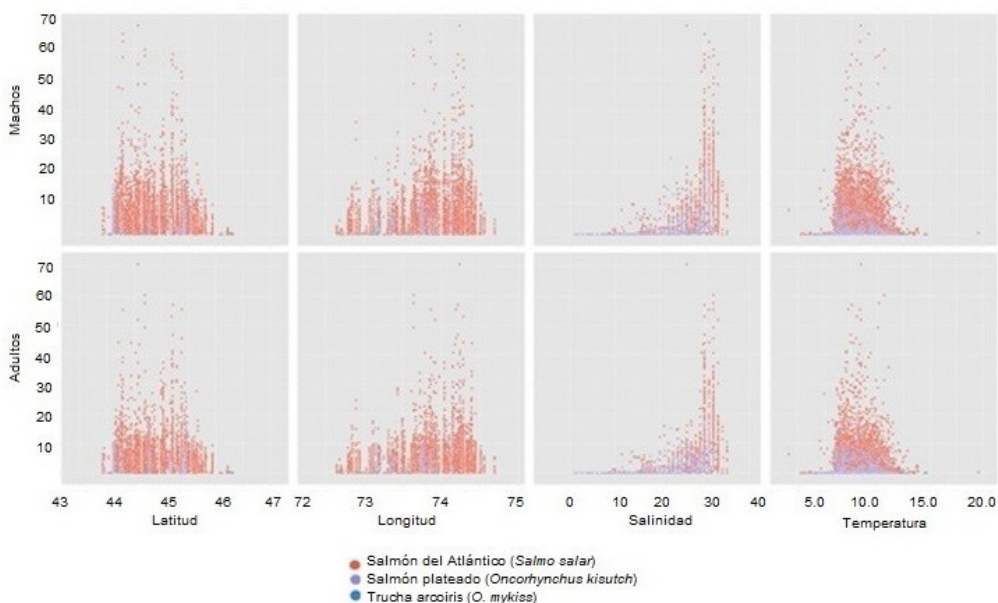 70
60
50
40
30
20
10
Machos
70
60
50
40
30
20
10
Adultos
43 44 45 46 47 72 73 74 75 0 10 20 30 40 5.0 10.0 15.0 20.0
Latitud Longitud Salinidad Temperatura
Salmón del Atlántico (Salmo salar)
Salmón plateado (Oncorhynchus kisutch)
Trucha arcoiris (O. mykiss)